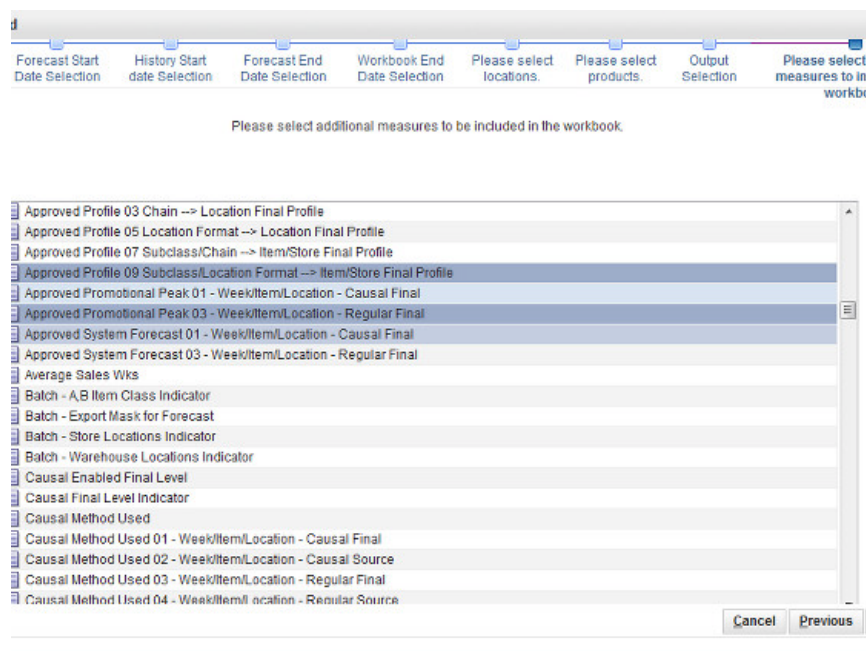 d
Forecast Start
Date Selection
History Start
date Selection
Forecast End
Date Selection
Workbook End
Date Selection
Please select
locations.
Please select
products.
Output
Selection
Please select
measures to in
workbo
Please select additional measures to be included in the workbook.
Approved Profile 03 Chain --> Location Final Profile
Approved Profile 05 Location Format --> Location Final Profile
Approved Profile 07 Subclass/Chain --> Item/Store Final Profile
Approved Profile 09 Subclass/Location Format --> Item/Store Final Profile
Approved Promotional Peak 01 - Week/Item/Location - Causal Final
Approved Promotional Peak 03 - Week/Item/Location - Regular Final
Approved System Forecast 01 - Week/Item/Location - Causal Final
Approved System Forecast 03 - Week/Item/Location - Regular Final
Average Sales Wks
Batch - A,B Item Class Indicator
Batch - Export Mask for Forecast
Batch - Store Locations Indicator
Batch - Warehouse Locations Indicator
Causal Enabled Final Level
Causal Final Level Indicator
Causal Method Used
Causal Method Used 01 - Week/Item/Location - Causal Final
Causal Method Used 02 - Week/Item/Location - Causal Source
Causal Method Used 03 - Week/Item/Location - Regular Final
Causal Method Used 04 - Week/Item/Location - Regular Source
Cancel Previous